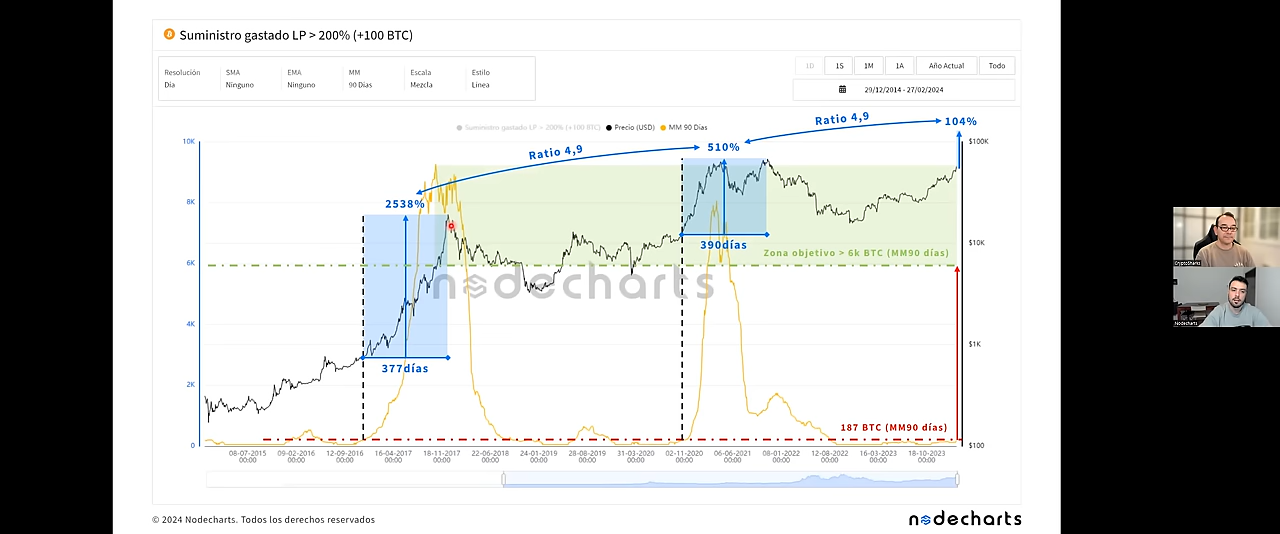 Suministro gastado LP > 200% (+100 BTC)
Resolución SMA EMA MM Escala Estilo
Día Ninguno Ninguno 90 Días Mezcla Línea
1D 1S 1M 1A Año Actual Todo
29/12/2014 - 27/02/2024
Suministros gastado LP > 200% (+100 BTC) Precio (USD) MM 90 Días
Ratio 4,9
104%
10K
$100K
Ratio 4,9
510%
2538%
8K
390días
$10K
Zona objetivo > 6k BTC (MM90 días)
6K
nodecharts
4K
$1K
377días
2K
187 BTC (MM90 días)
0
$100
08-07-2015 09-02-2016 12-09-2016 16-04-2017 18-11-2017 22-06-2018 24-01-2019 28-08-2019 31-03-2020 02-11-2020 06-06-2021 08-01-2022 12-08-2022 16-03-2023 18-10-2023
00:00 00:00 00:00 00:00 00:00 00:00 00:00 00:00 00:00 00:00 00:00 00:00 00:00 00:00 00:00
© 2024 Nodecharts. Todos los derechos reservados
nodecharts
CryptoSharks
Nodecharts